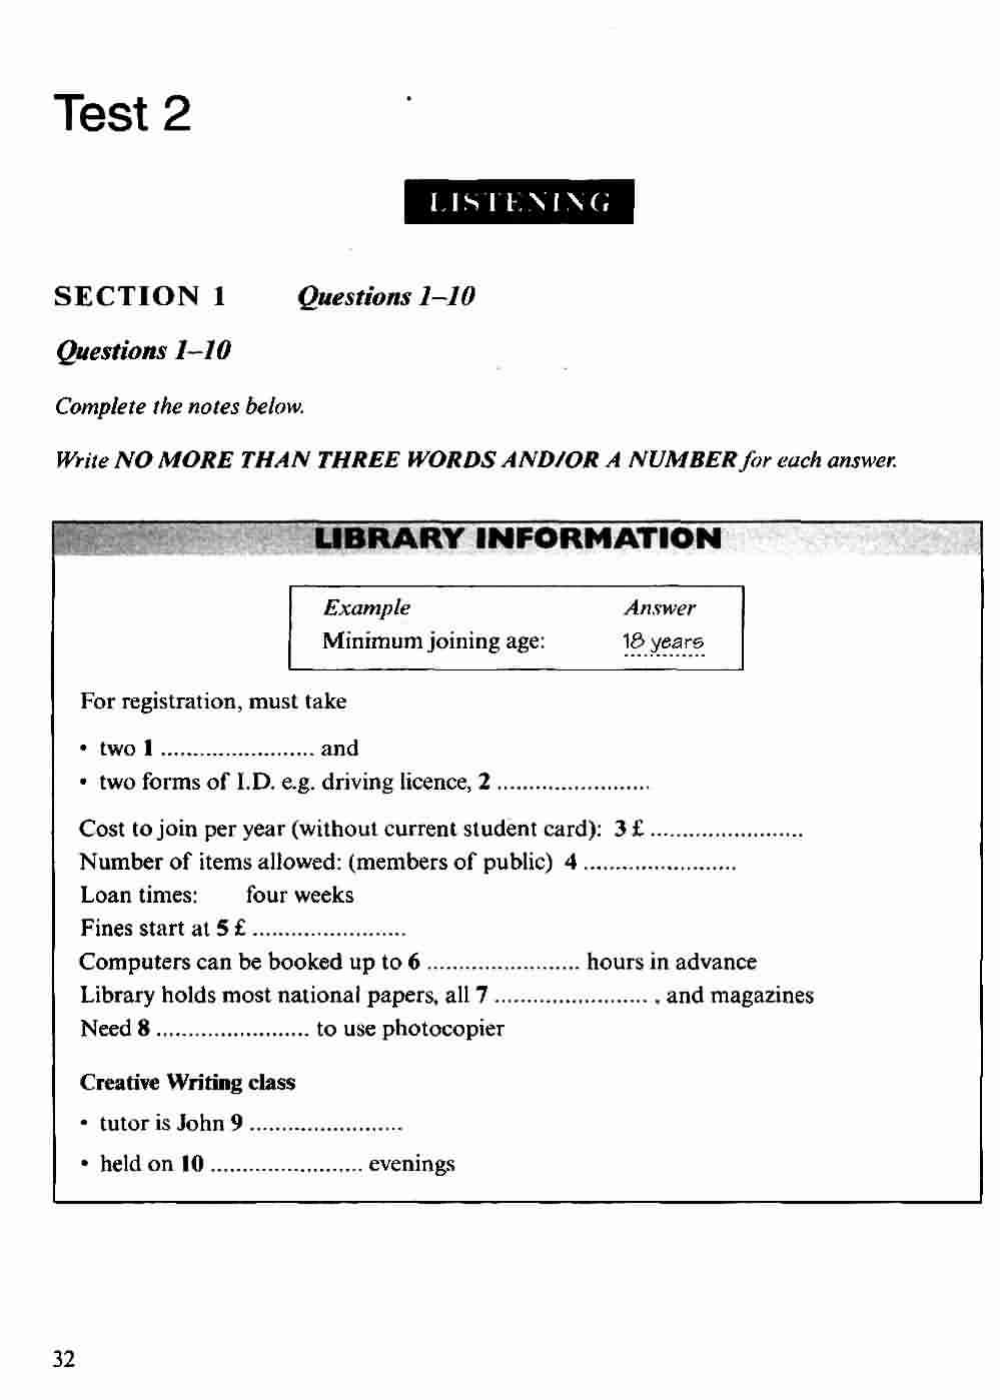 Test 2
LISTENING
SECTION 1 Questions 1–10
Questions 1–10
Complete the notes below.
Write NO MORE THAN THREE WORDS AND/OR A NUMBER for each answer.
LIBRARY INFORMATION
Example Answer
Minimum joining age: 18 years
For registration, must take
• two 1 ........................ and
• two forms of I.D. e.g. driving licence, 2 ........................
Cost to join per year (without current student card): 3 £ ........................
Number of items allowed: (members of public) 4 ........................
Loan times: four weeks
Fines start at 5 £ ........................
Computers can be booked up to 6 ........................ hours in advance
Library holds most national papers, all 7 ........................ , and magazines
Need 8 ........................ to use photocopier
Creative Writing class
• tutor is John 9 ........................
• held on 10 ........................ evenings
32